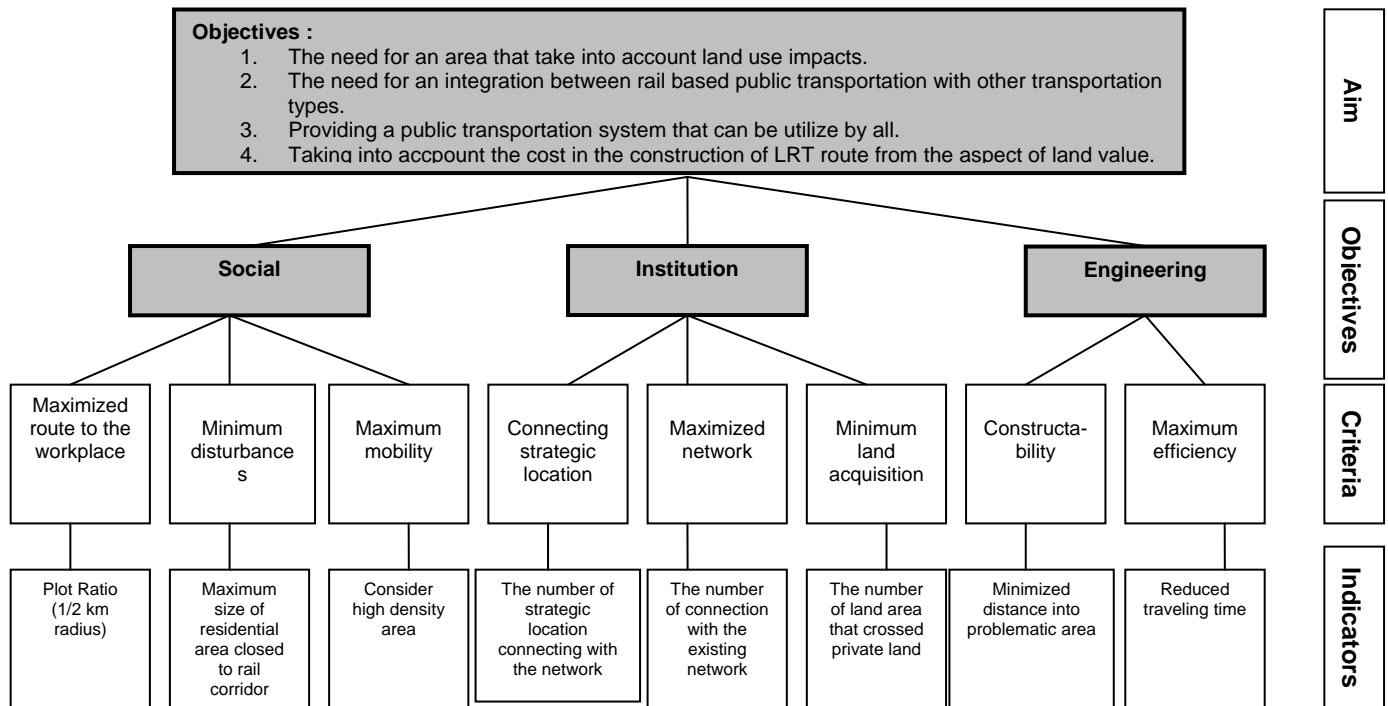 Objectives :
1. The need for an area that take into account land use impacts.
2. The need for an integration between rail based public transportation with other transportation
types.
3. Providing a public transportation system that can be utilize by all.
4. Taking into accpount the cost in the construction of LRT route from the aspect of land value.
Aim
Social
Institution
Engineering
Objectives
Maximized
route to the
workplace
Minimum
disturbance
s
Maximum
mobility
Connecting
strategic
location
Maximized
network
Minimum
land
acquisition
Constructa-
bility
Maximum
efficiency
Criteria
Plot Ratio
(1/2 km
radius)
Maximum
size of
residential
area closed
to rail
corridor
Consider
high density
area
The number of
strategic
location
connecting with
the network
The number
of connection
with the
existing
network
The number
of land area
that crossed
private land
Minimized
distance into
problematic area
Reduced
traveling time
Indicators